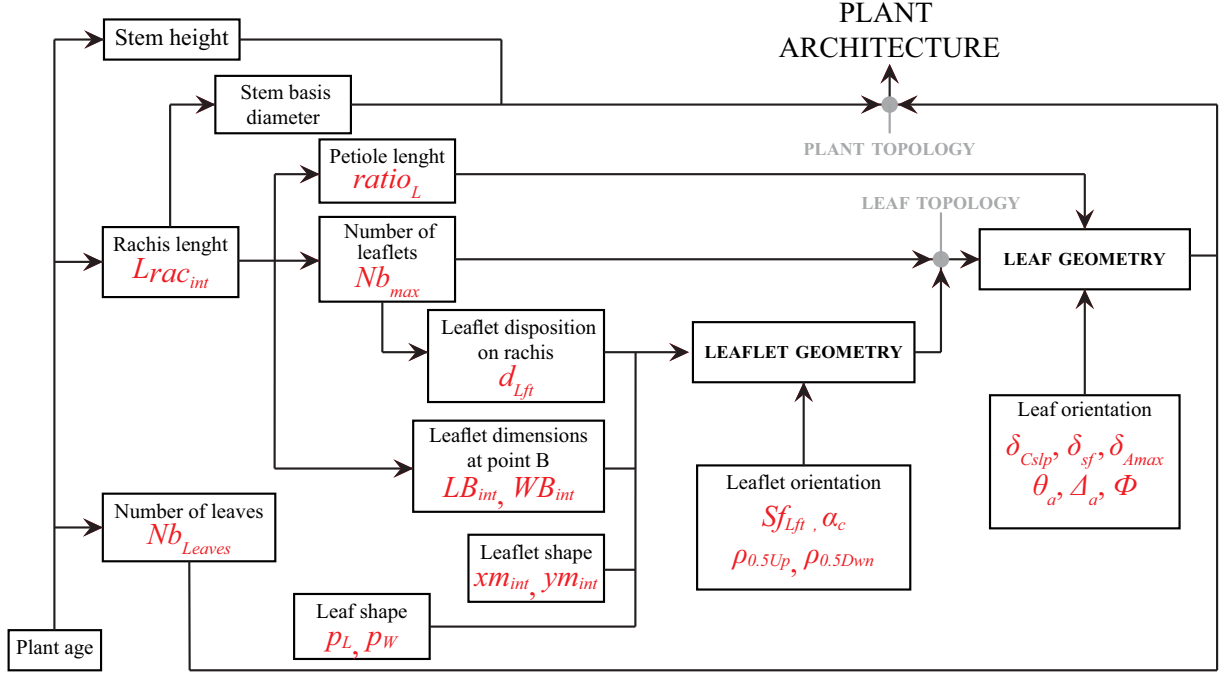 PLANT
ARCHITECTURE
Stem height
Stem basis
diameter
PLANT TOPOLOGY
Petiole lenght
ratio_L
LEAF TOPOLOGY
Rachis lenght
Lrac_int
Number of
leaflets
Nb_max
LEAF GEOMETRY
Leaflet disposition
on rachis
d_Lft
LEAFLET GEOMETRY
Leaf orientation
δ_Cslp, δ_sf, δ_Amax
θ_a, Δ_a, Φ
Leaflet dimensions
at point B
LB_int, WB_int
Leaflet orientation
Sf_Lft , α_c
ρ_0.5Up, ρ_0.5Dwn
Number of leaves
Nb_Leaves
Leaflet shape
xm_int, ym_int
Leaf shape
p_L, p_W
Plant age